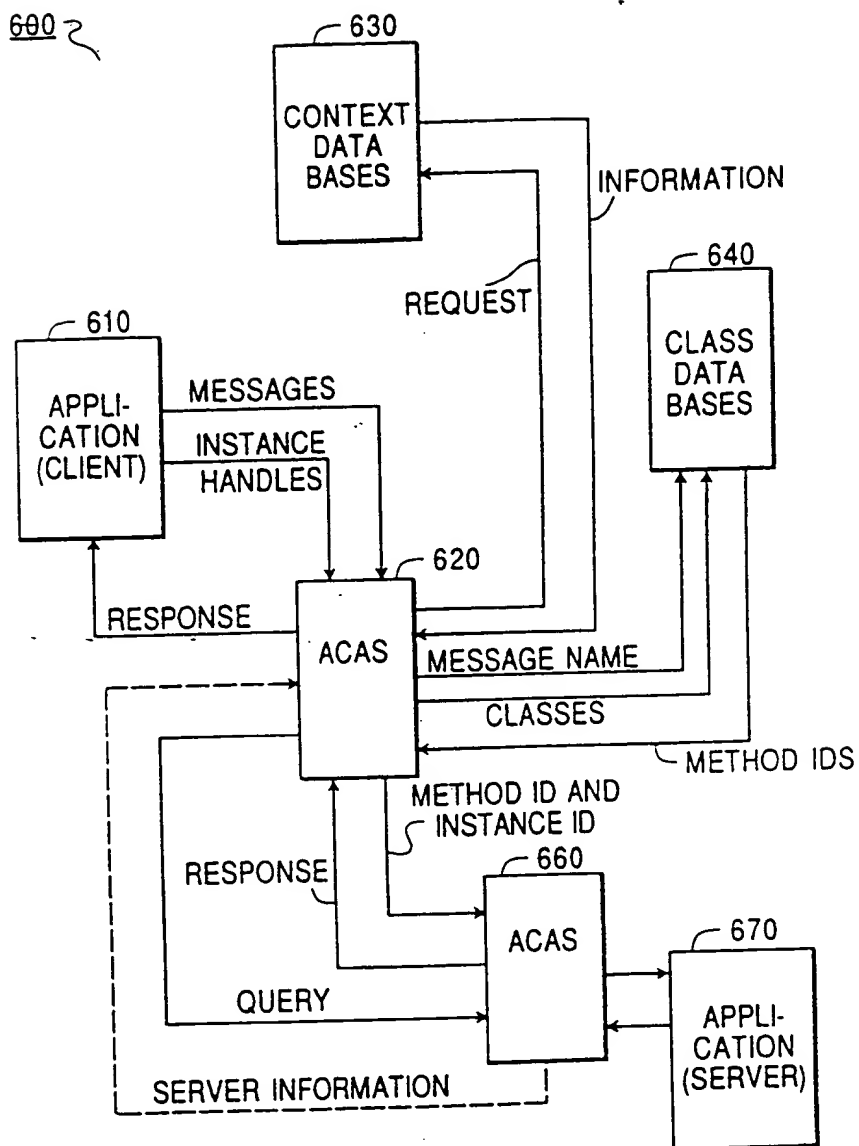 600
630
CONTEXT
DATA
BASES
INFORMATION
REQUEST
640
CLASS
DATA
BASES
610
APPLI-
CATION
(CLIENT)
MESSAGES
INSTANCE
HANDLES
620
RESPONSE
ACAS
MESSAGE NAME
CLASSES
METHOD IDS
METHOD ID AND
INSTANCE ID
RESPONSE
660
ACAS
670
APPLI-
CATION
(SERVER)
QUERY
SERVER INFORMATION